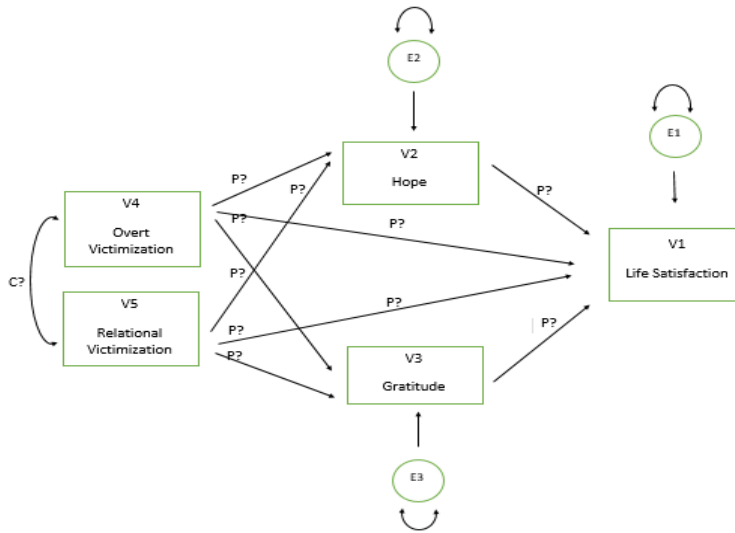 E2
E1
V2
Hope
P?
P?
P?
V4
Overt
Victimization
P?
P?
V1
Life Satisfaction
C?
P?
V5
Relational
Victimization
P?
P?
P?
P?
V3
Gratitude
E3